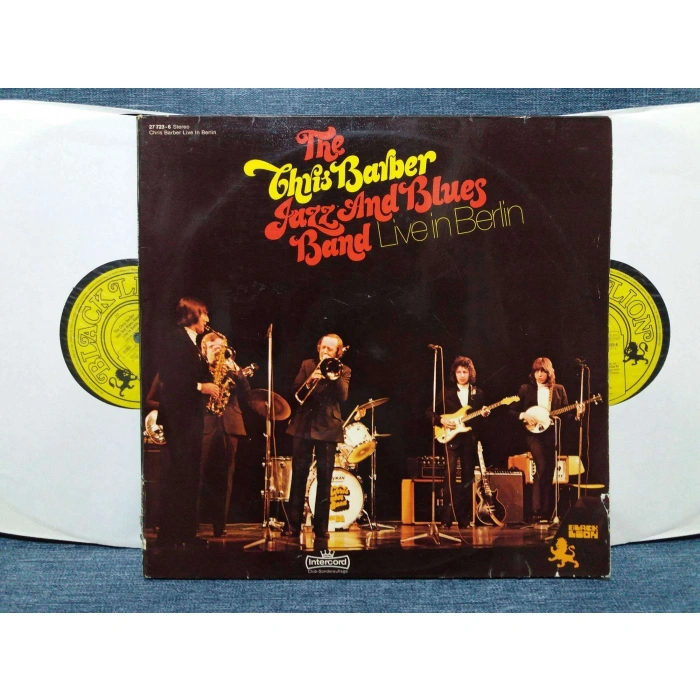 27 723-6 Stereo
Chris Barber Live In Berlin
The
Chris Barber
Jazz And Blues
Band Live in Berlin
BLACK LI
LION
BLACK
LION
Intercord
Club-Sonderauflage